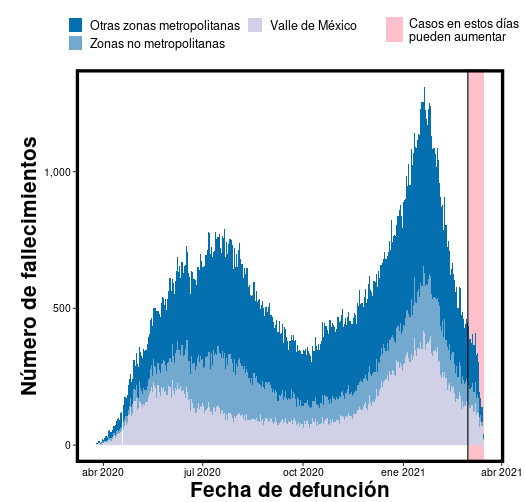 Otras zonas metropolitanas
Valle de México
Casos en estos días
pueden aumentar
Zonas no metropolitanas
Número de fallecimientos
1,000
500
0
abr 2020
jul 2020
oct 2020
ene 2021
abr 2021
Fecha de defunción